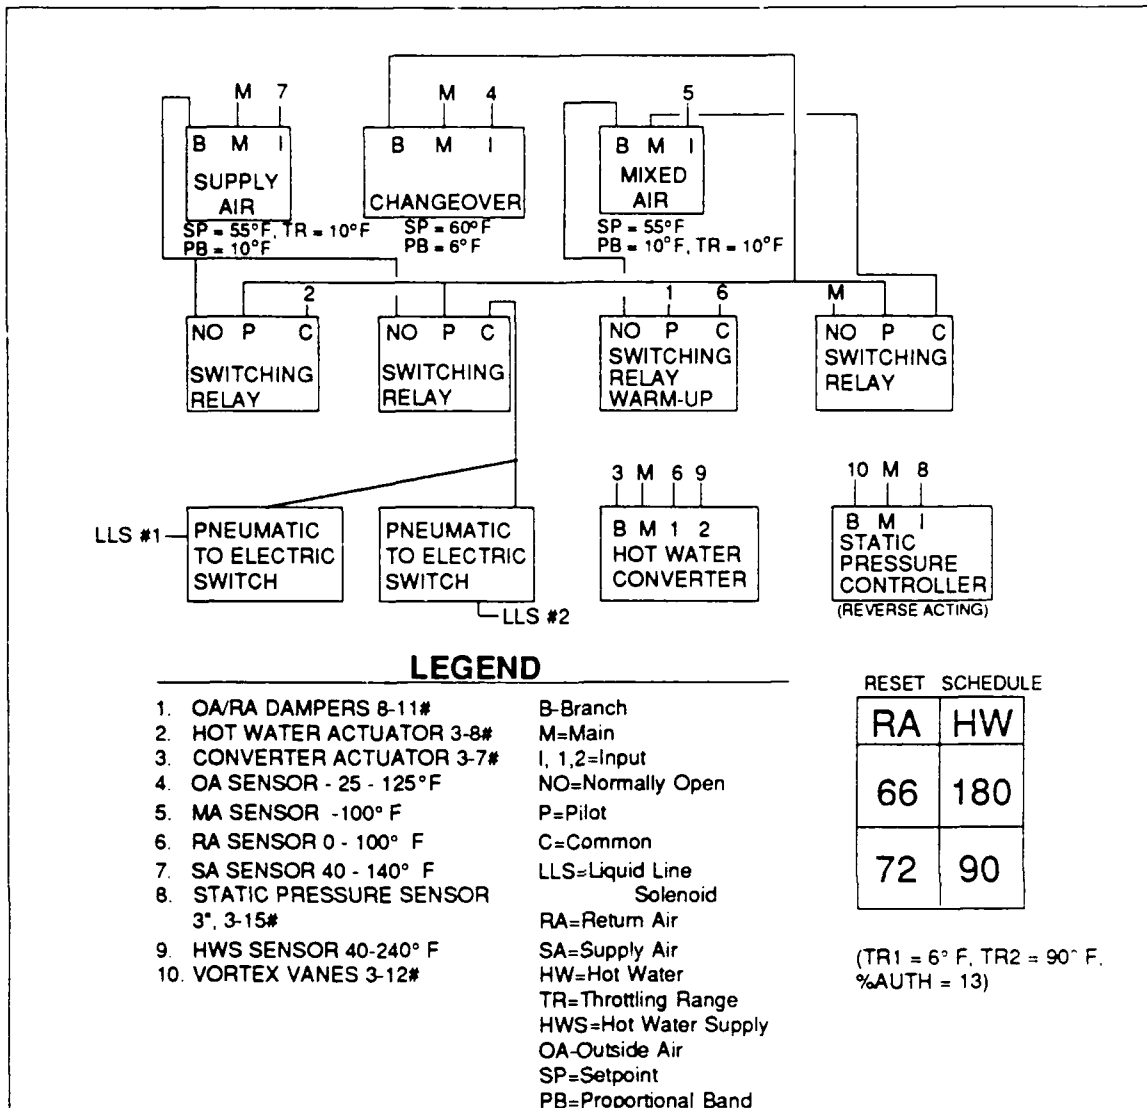 M 7
B M I
SUPPLY
AIR
SP = 55°F, TR = 10°F
PB = 10°F
M 4
B M I
CHANGEOVER
SP = 60°F
PB = 6°F
5
B M I
MIXED
AIR
SP = 55°F
PB = 10°F, TR = 10°F
2
NO P C
SWITCHING
RELAY
NO P C
SWITCHING
RELAY
1 6
NO P C
SWITCHING
RELAY
WARM-UP
M
NO P C
SWITCHING
RELAY
LLS #1
PNEUMATIC
TO ELECTRIC
SWITCH
PNEUMATIC
TO ELECTRIC
SWITCH
LLS #2
3 M 6 9
B M 1 2
HOT WATER
CONVERTER
10 M 8
B M I
STATIC
PRESSURE
CONTROLLER
(REVERSE ACTING)
LEGEND
1. OA/RA DAMPERS 8-11#
2. HOT WATER ACTUATOR 3-8#
3. CONVERTER ACTUATOR 3-7#
4. OA SENSOR - 25 - 125°F
5. MA SENSOR -100° F
6. RA SENSOR 0 - 100° F
7. SA SENSOR 40 - 140° F
8. STATIC PRESSURE SENSOR
3", 3-15#
9. HWS SENSOR 40-240° F
10. VORTEX VANES 3-12#
B-Branch
M=Main
I, 1,2=Input
NO=Normally Open
P=Pilot
C=Common
LLS=Liquid Line
Solenoid
RA=Return Air
SA=Supply Air
HW=Hot Water
TR=Throttling Range
HWS=Hot Water Supply
OA-Outside Air
SP=Setpoint
PB=Proportional Band
RESET SCHEDULE
RA HW
66 180
72 90
(TR1 = 6° F, TR2 = 90° F,
%AUTH = 13)